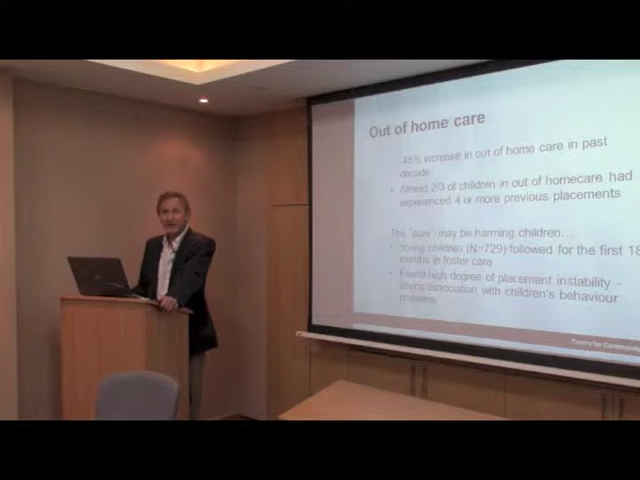 Out of home care
45% increase in out of home care in past
decade
• Almost 2/3 of children in out of homecare had
experienced 4 or more previous placements
The 'cure' may be harming children...
• Young children (N=729) followed for the first 18
months in foster care
• Found high degree of placement instability -
strong association with children's behaviour
problems
Centre for Community